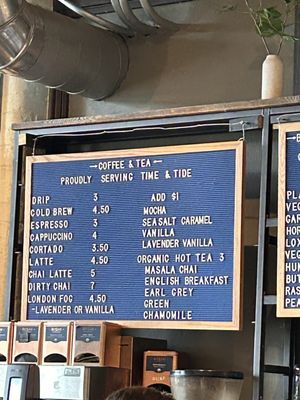 COFFEE & TEA
PROUDLY SERVING TIME & TIDE
DRIP 3
COLD BREW 4.50
ESPRESSO 3
CAPPUCCINO 4
CORTADO 3.50
LATTE 4.50
CHAI LATTE 5
DIRTY CHAI 7
LONDON FOG 4.50
-LAVENDER OR VANILLA
ADD $1
MOCHA
SEA SALT CARAMEL
VANILLA
LAVENDER VANILLA
ORGANIC HOT TEA 3
MASALA CHAI
ENGLISH BREAKFAST
EARL GREY
GREEN
CHAMOMILE